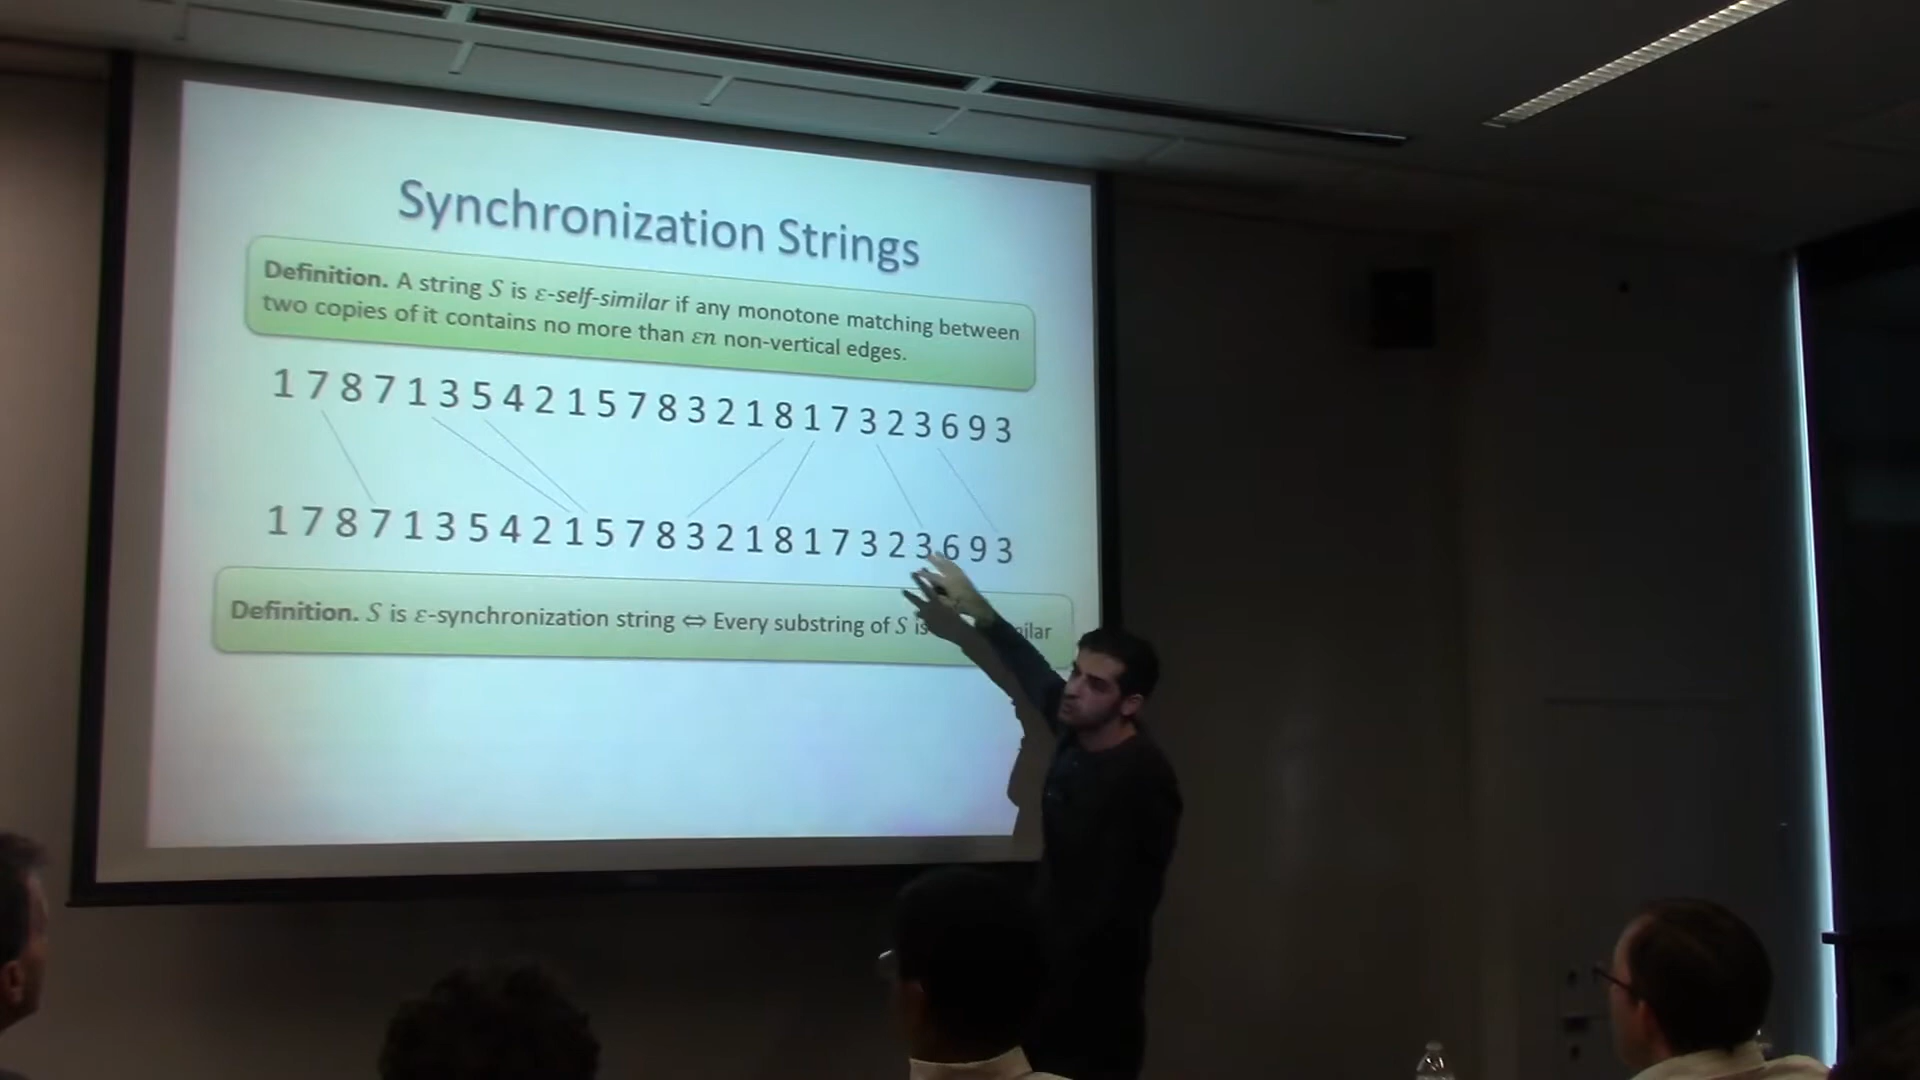 Synchronization Strings
Definition. A string S is ε-self-similar if any monotone matching between
two copies of it contains no more than εn non-vertical edges.
1 7 8 7 1 3 5 4 2 1 5 7 8 3 2 1 8 1 7 3 2 3 6 9 3
1 7 8 7 1 3 5 4 2 1 5 7 8 3 2 1 8 1 7 3 2 3 6 9 3
Definition. S is ε-synchronization string ⇔ Every substring of S is